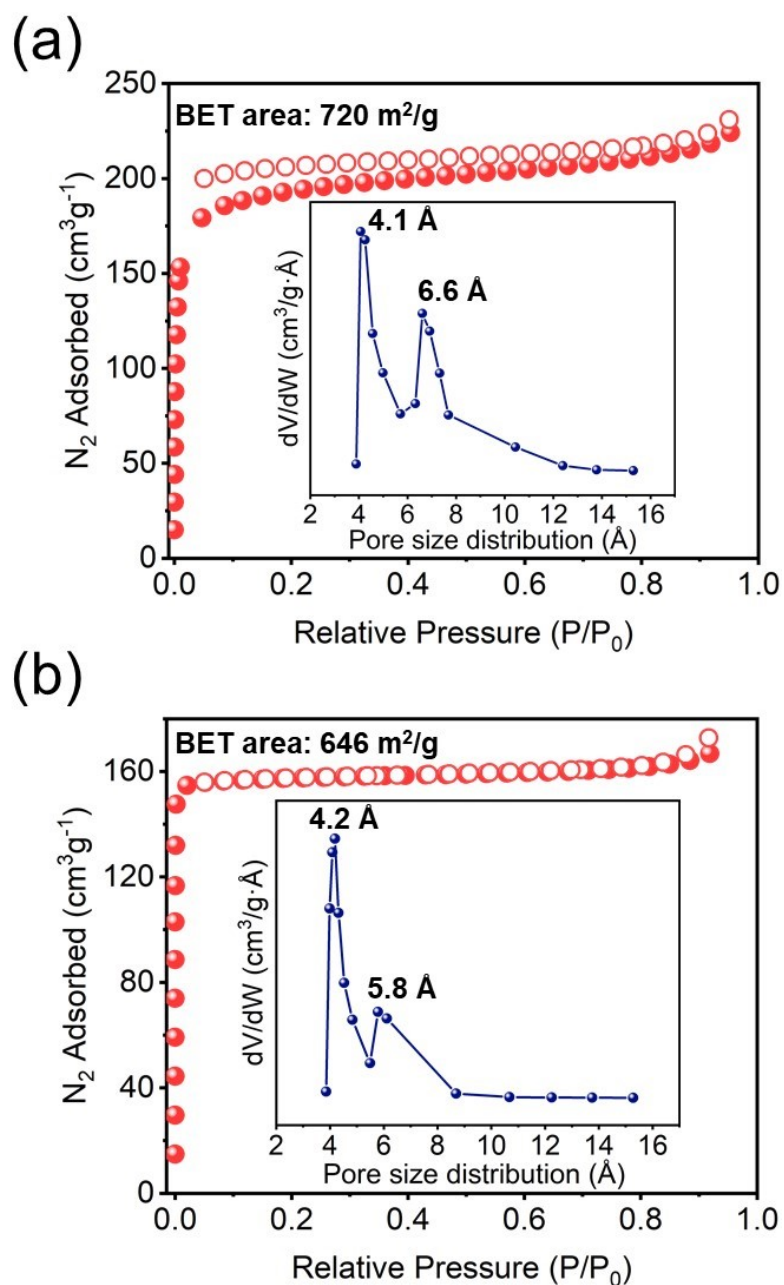 (a)
BET area: 720 m²/g
N₂ Adsorbed (cm³g⁻¹)
250
200
150
100
50
0
0.0 0.2 0.4 0.6 0.8 1.0
Relative Pressure (P/P₀)
4.1 Å
6.6 Å
dV/dW (cm³/g·Å)
2 4 6 8 10 12 14 16
Pore size distribution (Å)
(b)
BET area: 646 m²/g
N₂ Adsorbed (cm³g⁻¹)
160
120
80
40
0
0.0 0.2 0.4 0.6 0.8 1.0
Relative Pressure (P/P₀)
4.2 Å
5.8 Å
dV/dW (cm³/g·Å)
2 4 6 8 10 12 14 16
Pore size distribution (Å)